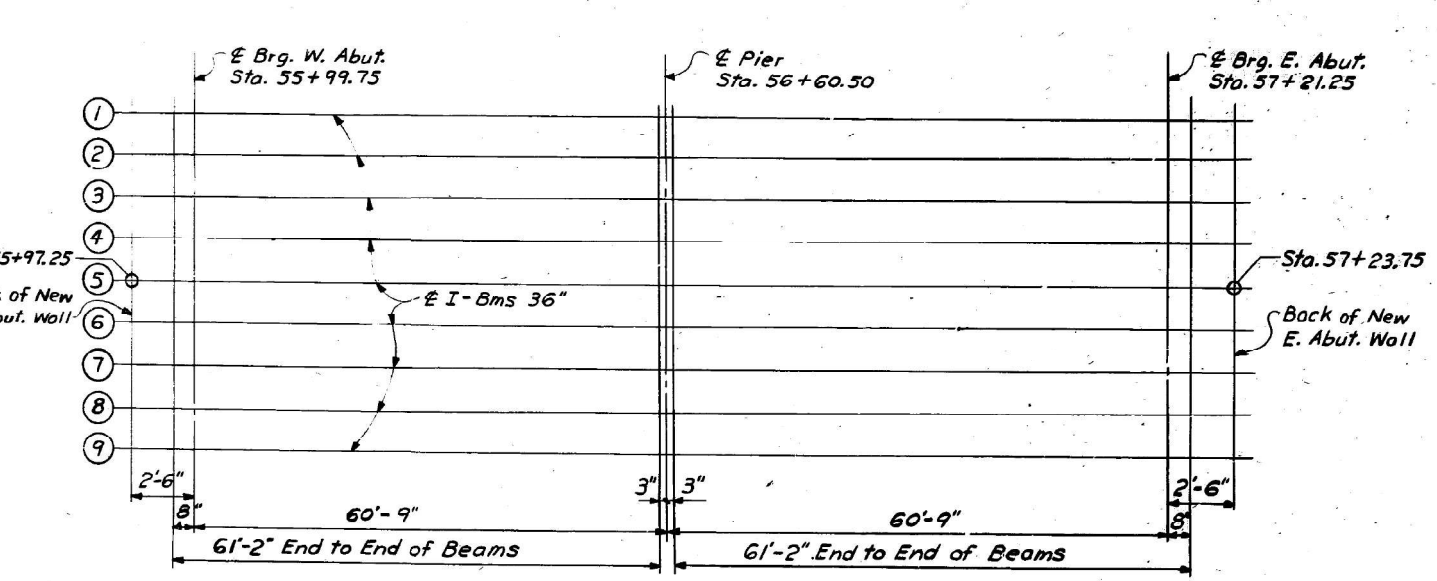 ℄ Brg. W. Abut.
Sta. 55+99.75
℄ Pier
Sta. 56+60.50
℄ Brg. E. Abut.
Sta. 57+21.25
1
2
3
4
5+97.25
5
Sta. 57+23.75
of New
but. Wall
6
℄ I-Bms 36"
Back of New
E. Abut. Wall
7
8
9
2'-6"
3"
3"
2'-6"
8"
60'-9"
60'-9"
8"
61'-2" End to End of Beams
61'-2" End to End of Beams